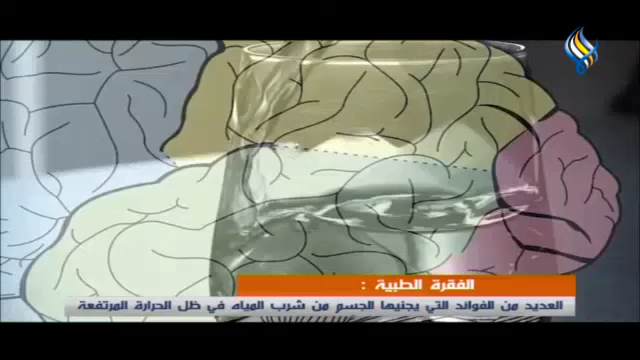 الفقرة الطبية :
العديد من الفوائد التي يجنيها الجسم من شرب المياه في ظل الحرارة المرتفعة